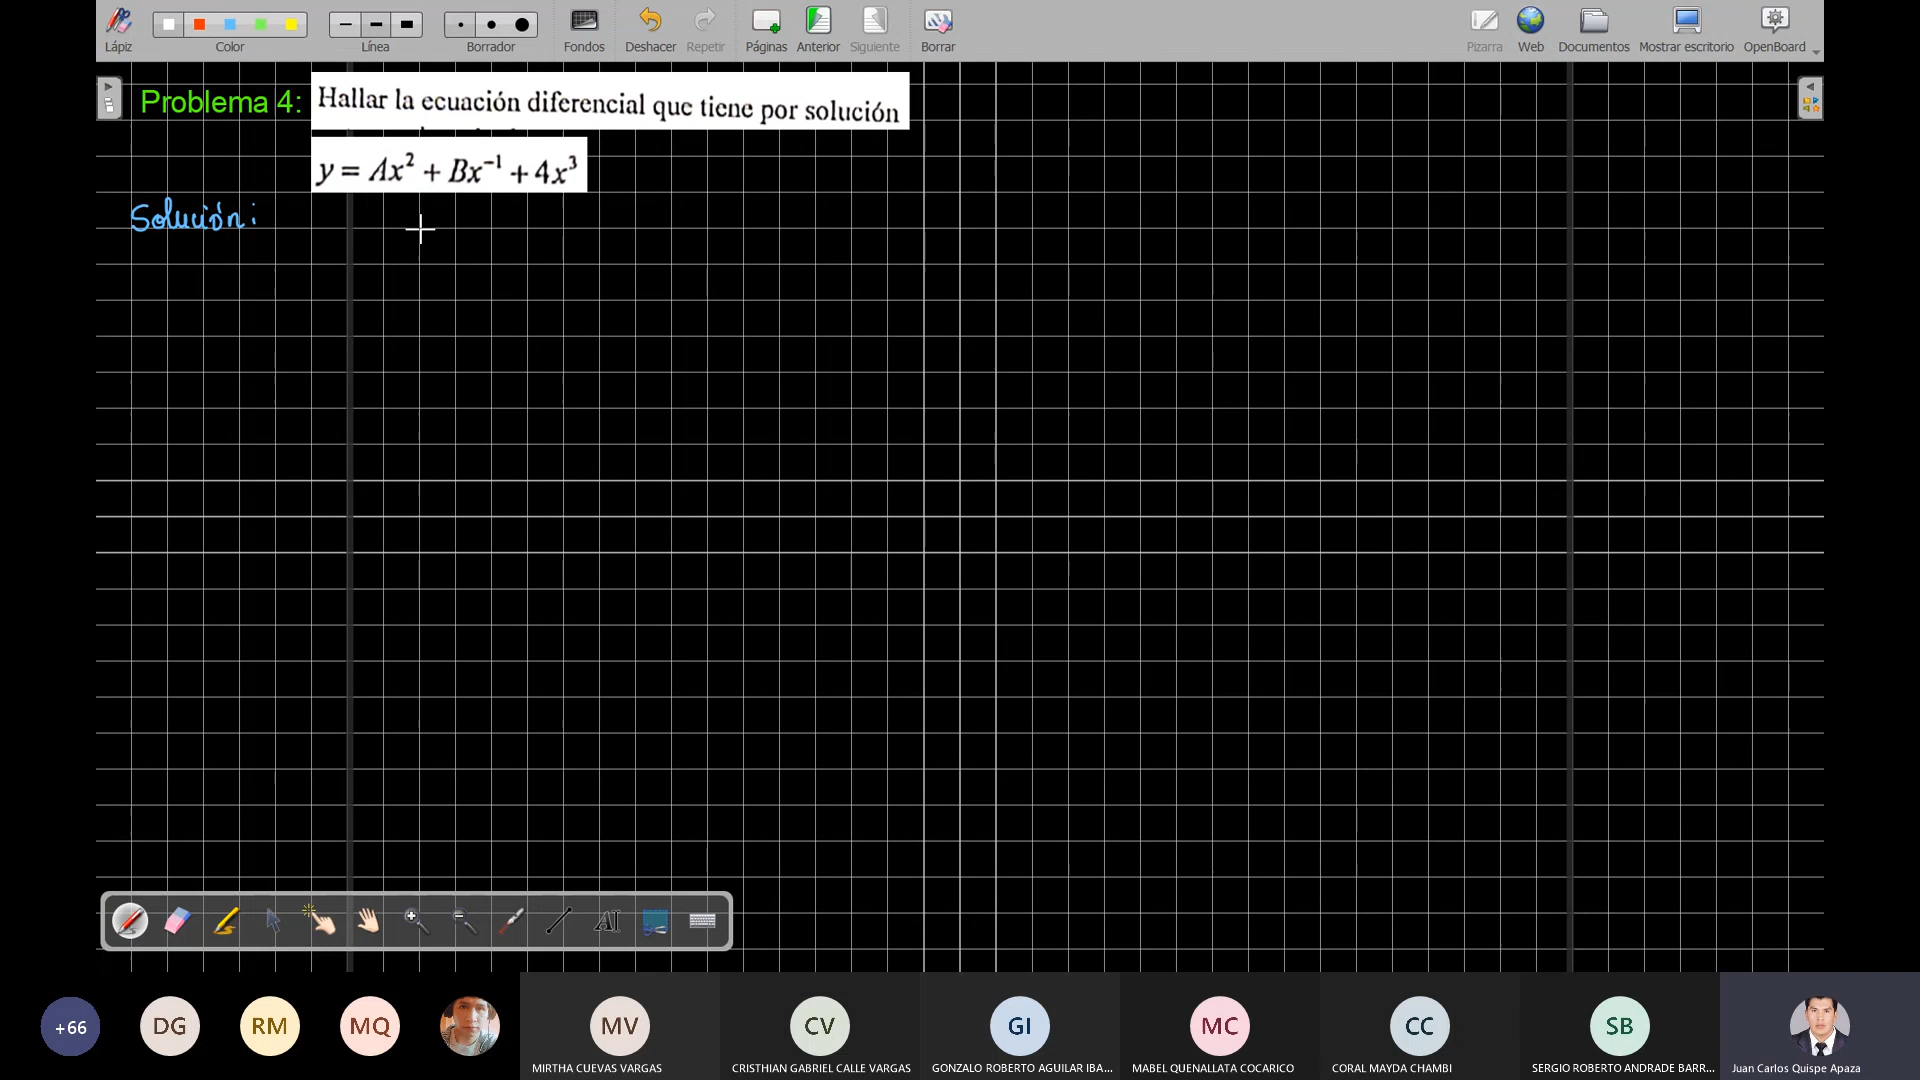 Lápiz Color Línea Borrador Fondos Deshacer Repetir Páginas Anterior Siguiente Borrar Pizarra Web Documentos Mostrar escritorio OpenBoard
Problema 4: Hallar la ecuación diferencial que tiene por solución
y = Ax² + Bx⁻¹ + 4x³
Solución:
AI
+66 DG RM MQ MV CV GI MC CC SB
MIRTHA CUEVAS VARGAS CRISTHIAN GABRIEL CALLE VARGAS GONZALO ROBERTO AGUILAR IBA... MABEL QUENALLATA COCARICO CORAL MAYDA CHAMBI SERGIO ROBERTO ANDRADE BARR... Juan Carlos Quispe Apaza